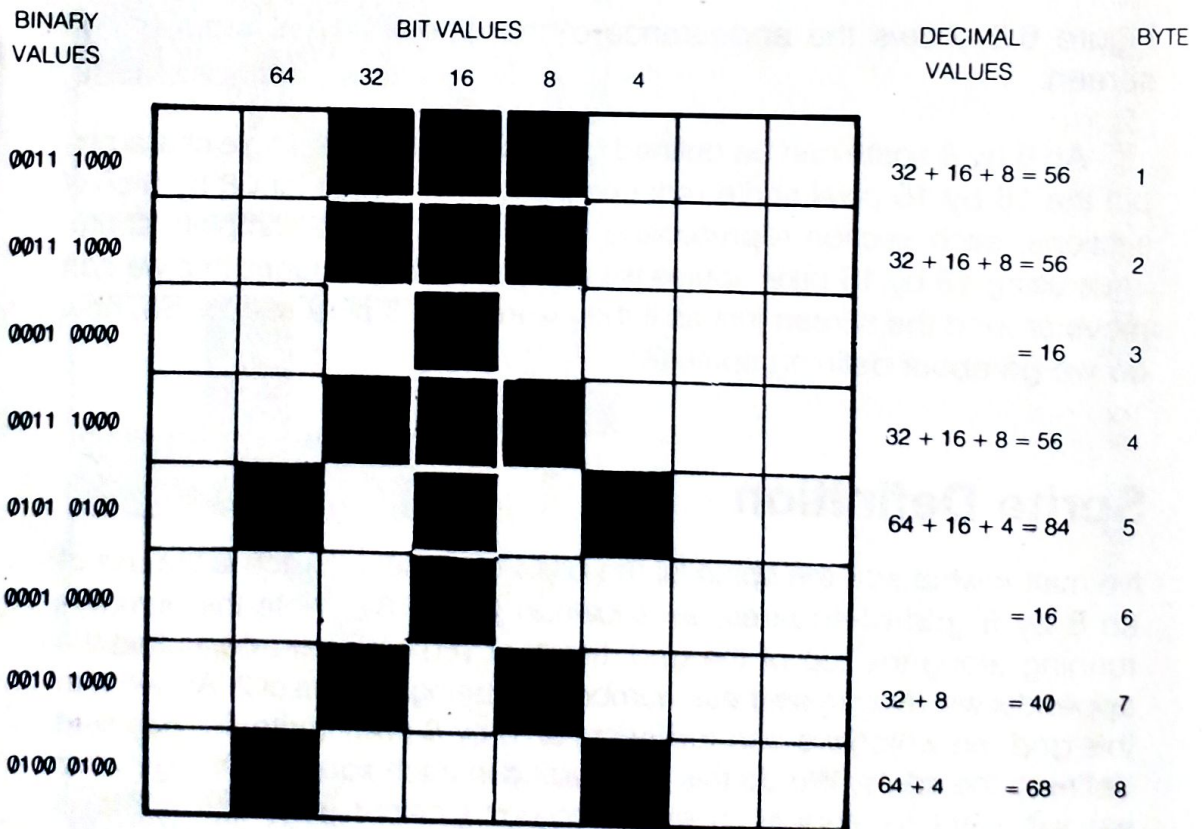 BINARY VALUES BIT VALUES DECIMAL VALUES BYTE
64 32 16 8 4
0011 1000 32 + 16 + 8 = 56 1
0011 1000 32 + 16 + 8 = 56 2
0001 0000 = 16 3
0011 1000 32 + 16 + 8 = 56 4
0101 0100 64 + 16 + 4 = 84 5
0001 0000 = 16 6
0010 1000 32 + 8 = 40 7
0100 0100 64 + 4 = 68 8